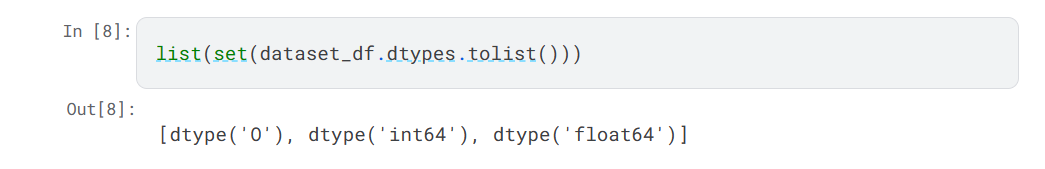 In [8]:
list(set(dataset_df.dtypes.tolist()))
Out[8]:
[dtype('O'), dtype('int64'), dtype('float64')]